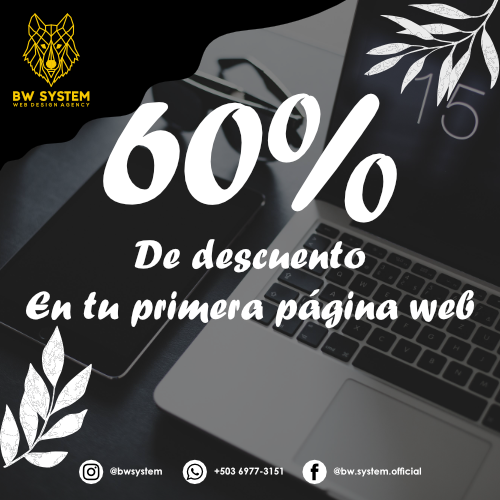 BW SYSTEM
WEB DESIGN AGENCY
15
60%
De descuento
En tu primera página web
@bwsystem
+503 6977-3151
@bw.system.official